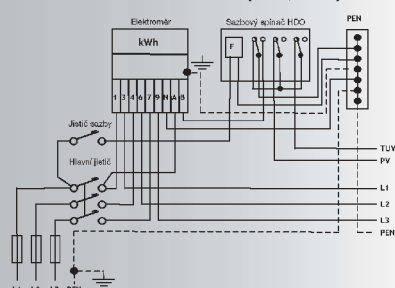 Elektroměr
Sazbový spínač HDO
PEN
kWh
F
1 3 4 6 7 9 N A B
Jistič sazby
Hlavní jistič
TUV
PV
L1
L2
L3
PEN